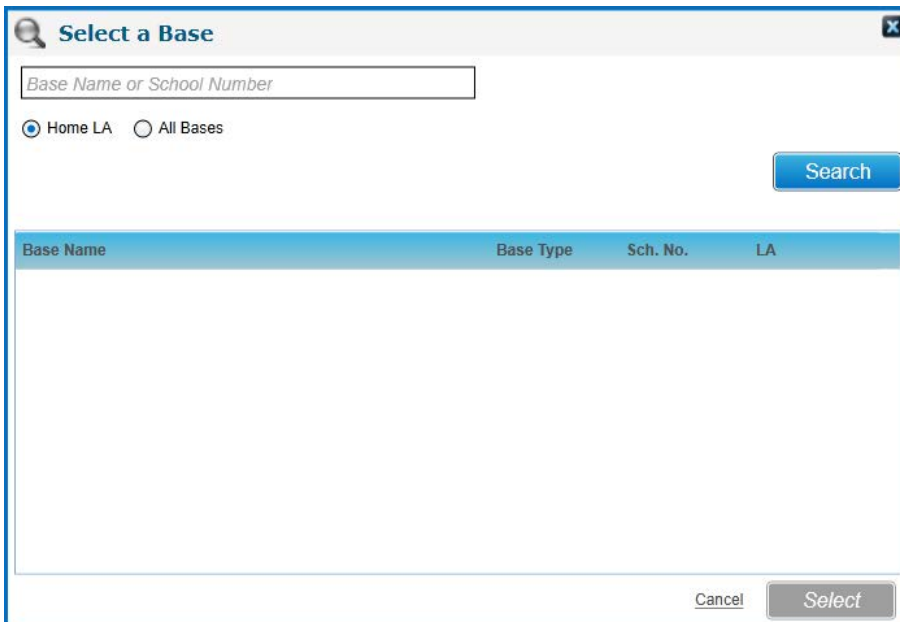 Select a Base
Base Name or School Number
Home LA All Bases
Search
Base Name Base Type Sch. No. LA
Cancel Select